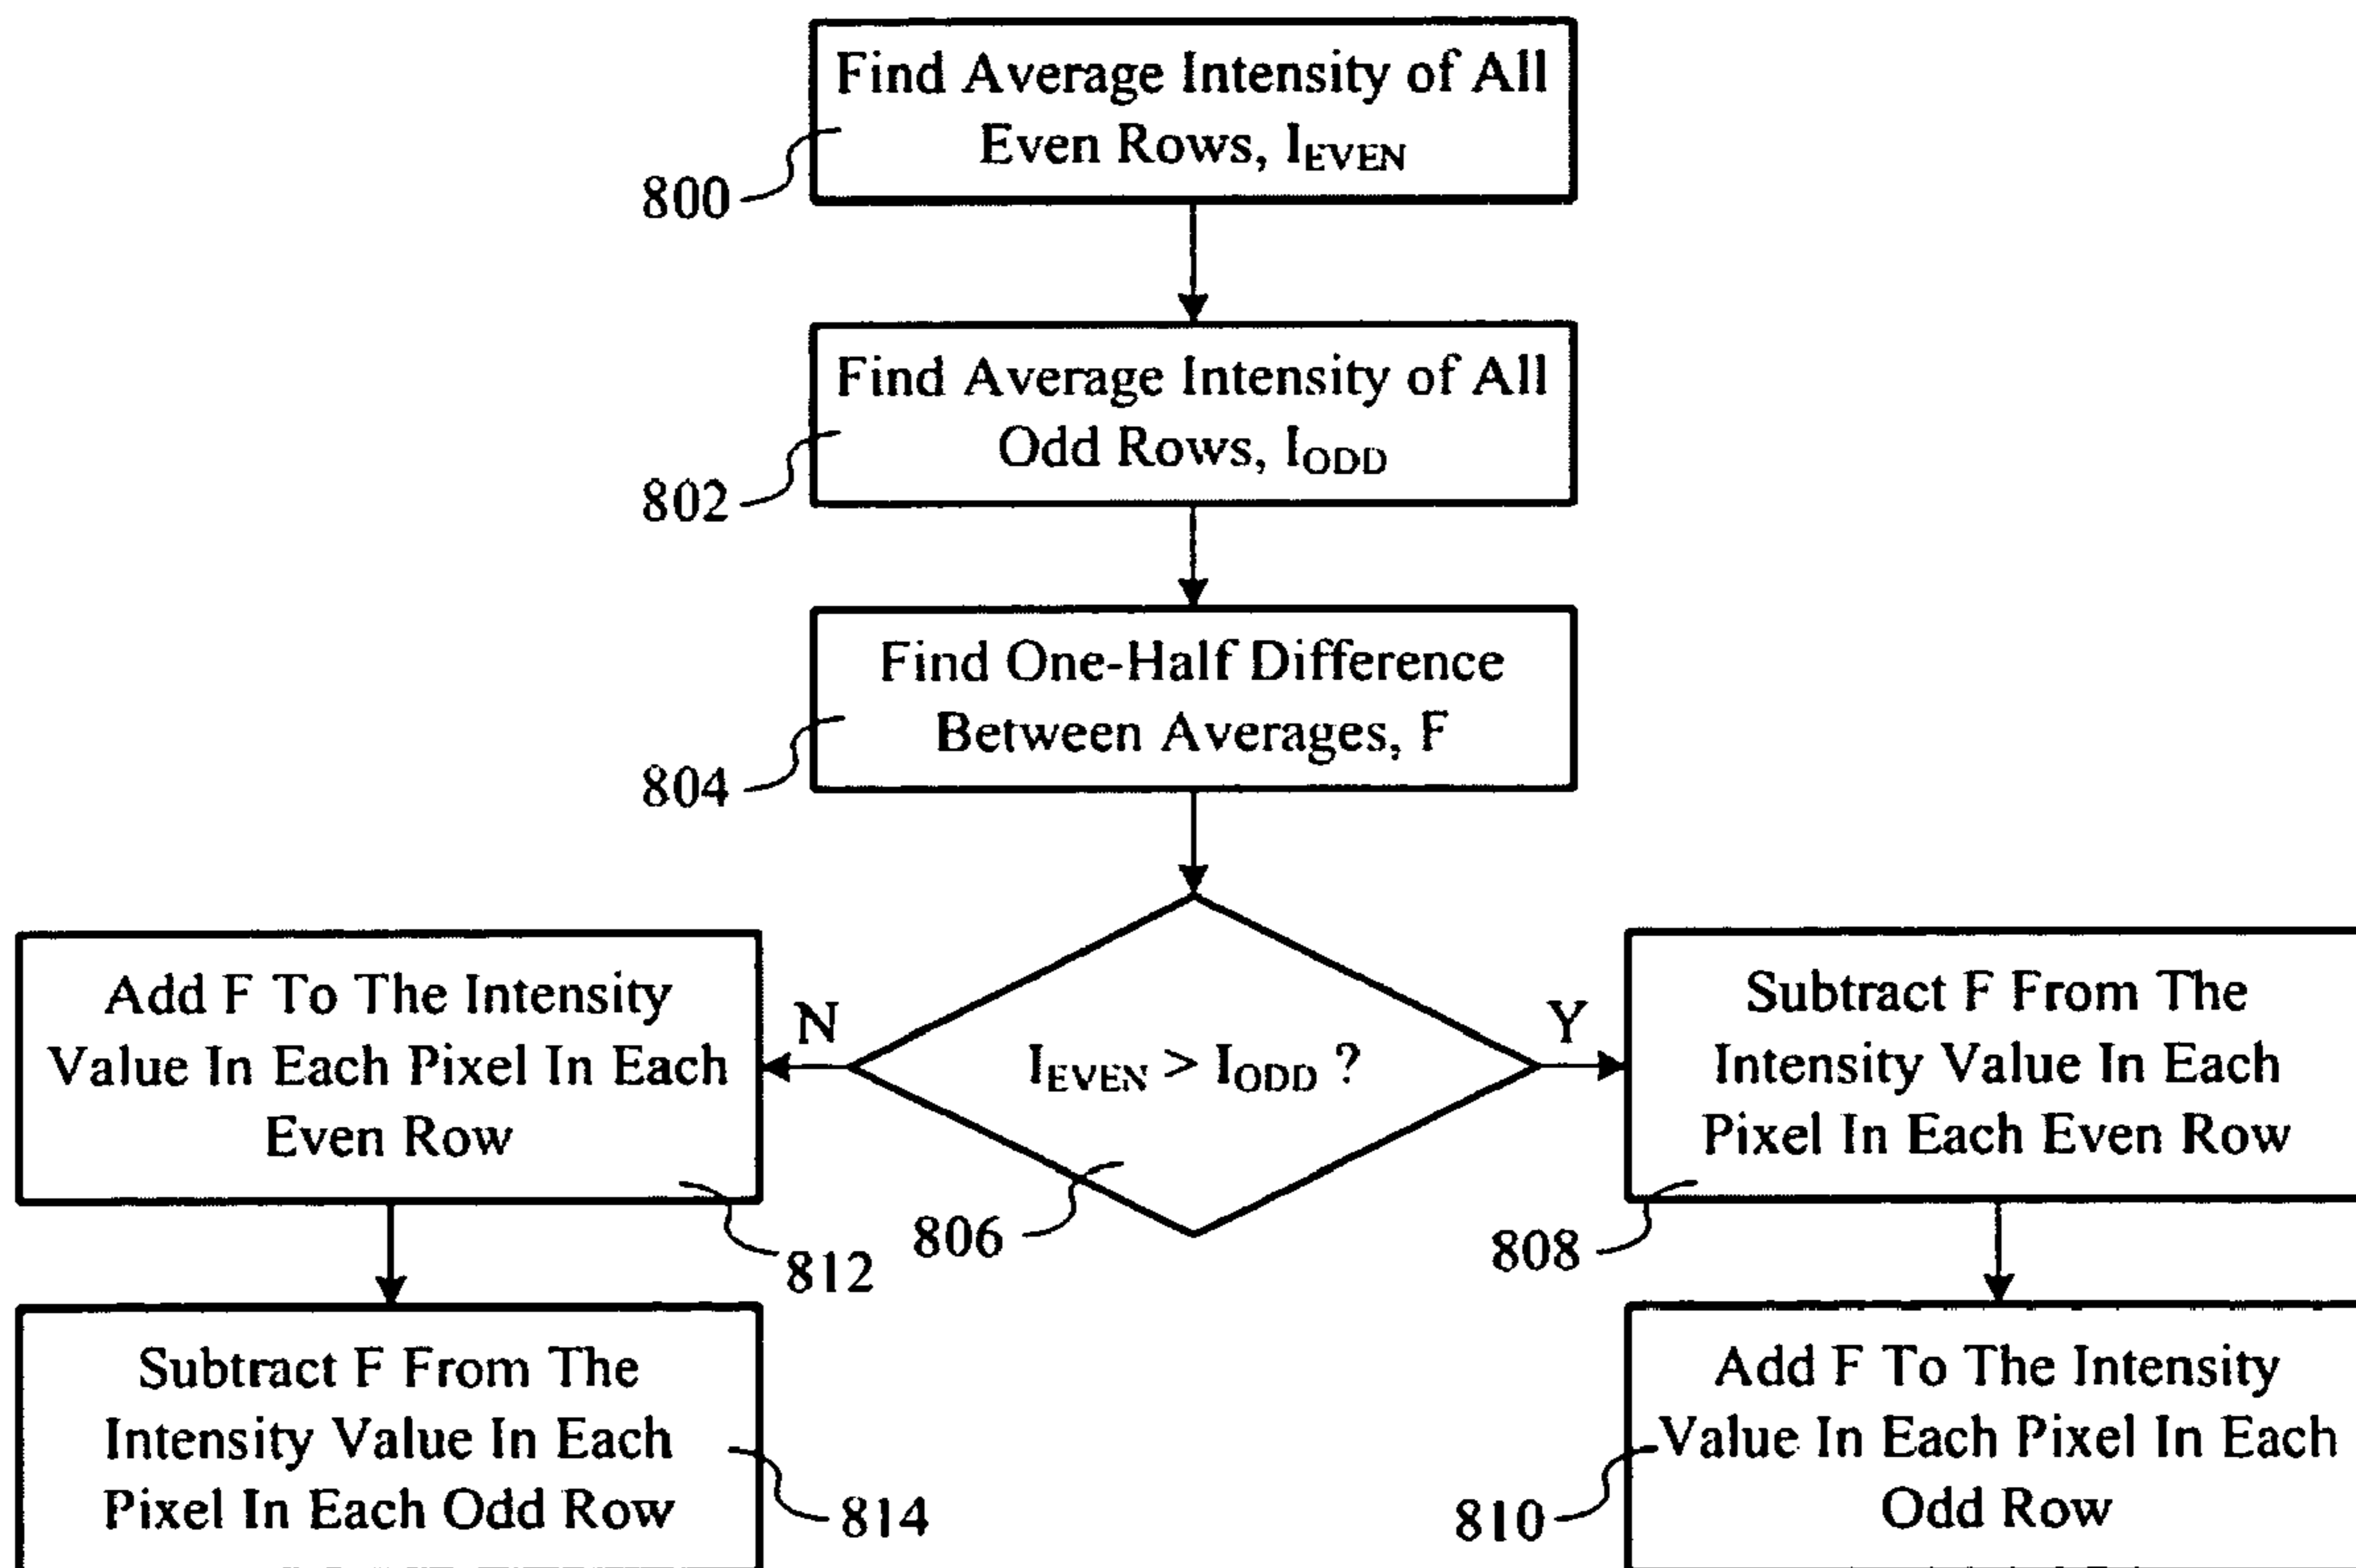 Find Average Intensity of All
Even Rows, IEVEN
800
Find Average Intensity of All
Odd Rows, IODD
802
Find One-Half Difference
Between Averages, F
804
Add F To The Intensity
Value In Each Pixel In Each
Even Row
812
N
IEVEN > IODD ?
806
Y
Subtract F From The
Intensity Value In Each
Pixel In Each Even Row
808
Subtract F From The
Intensity Value In Each
Pixel In Each Odd Row
814
Add F To The Intensity
Value In Each Pixel In Each
Odd Row
810